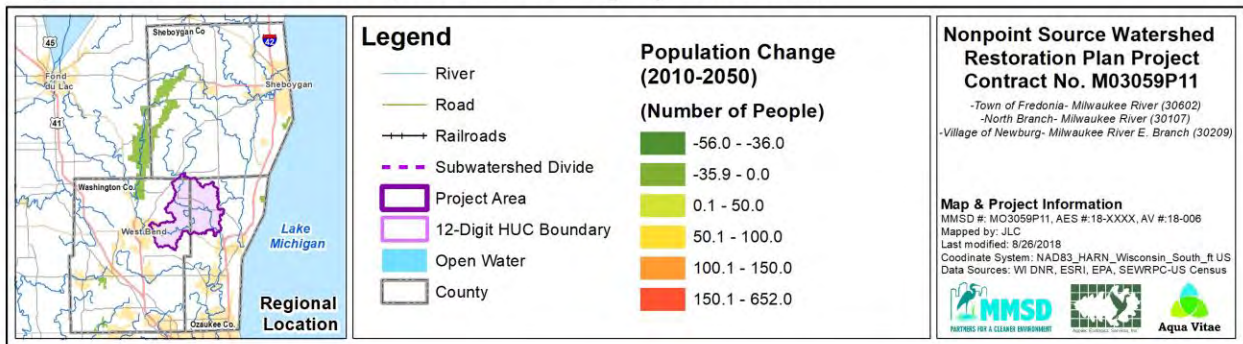 Sheboygan Co
45
42
Fond
du Lac
Sheboygan
41
Washington Co.
West Bend
Lake
Michigan
Ozaukee Co.
Regional
Location
Legend
River
Road
Railroads
Subwatershed Divide
Project Area
12-Digit HUC Boundary
Open Water
County
Population Change
(2010-2050)
(Number of People)
-56.0 - -36.0
-35.9 - 0.0
0.1 - 50.0
50.1 - 100.0
100.1 - 150.0
150.1 - 652.0
Nonpoint Source Watershed
Restoration Plan Project
Contract No. M03059P11
-Town of Fredonia- Milwaukee River (30602)
-North Branch- Milwaukee River (30107)
-Village of Newburg- Milwaukee River E. Branch (30209)
Map & Project Information
MMSD #: MO3059P11, AES #:18-XXXX, AV #:18-006
Mapped by: JLC
Last modified: 8/26/2018
Coodinate System: NAD83_HARN_Wisconsin_South_ft US
Data Sources: WI DNR, ESRI, EPA, SEWRPC-US Census
MMSD
PARTNERS FOR A CLEANER ENVIRONMENT
Applied Ecological Services, Inc.
Aqua Vitae